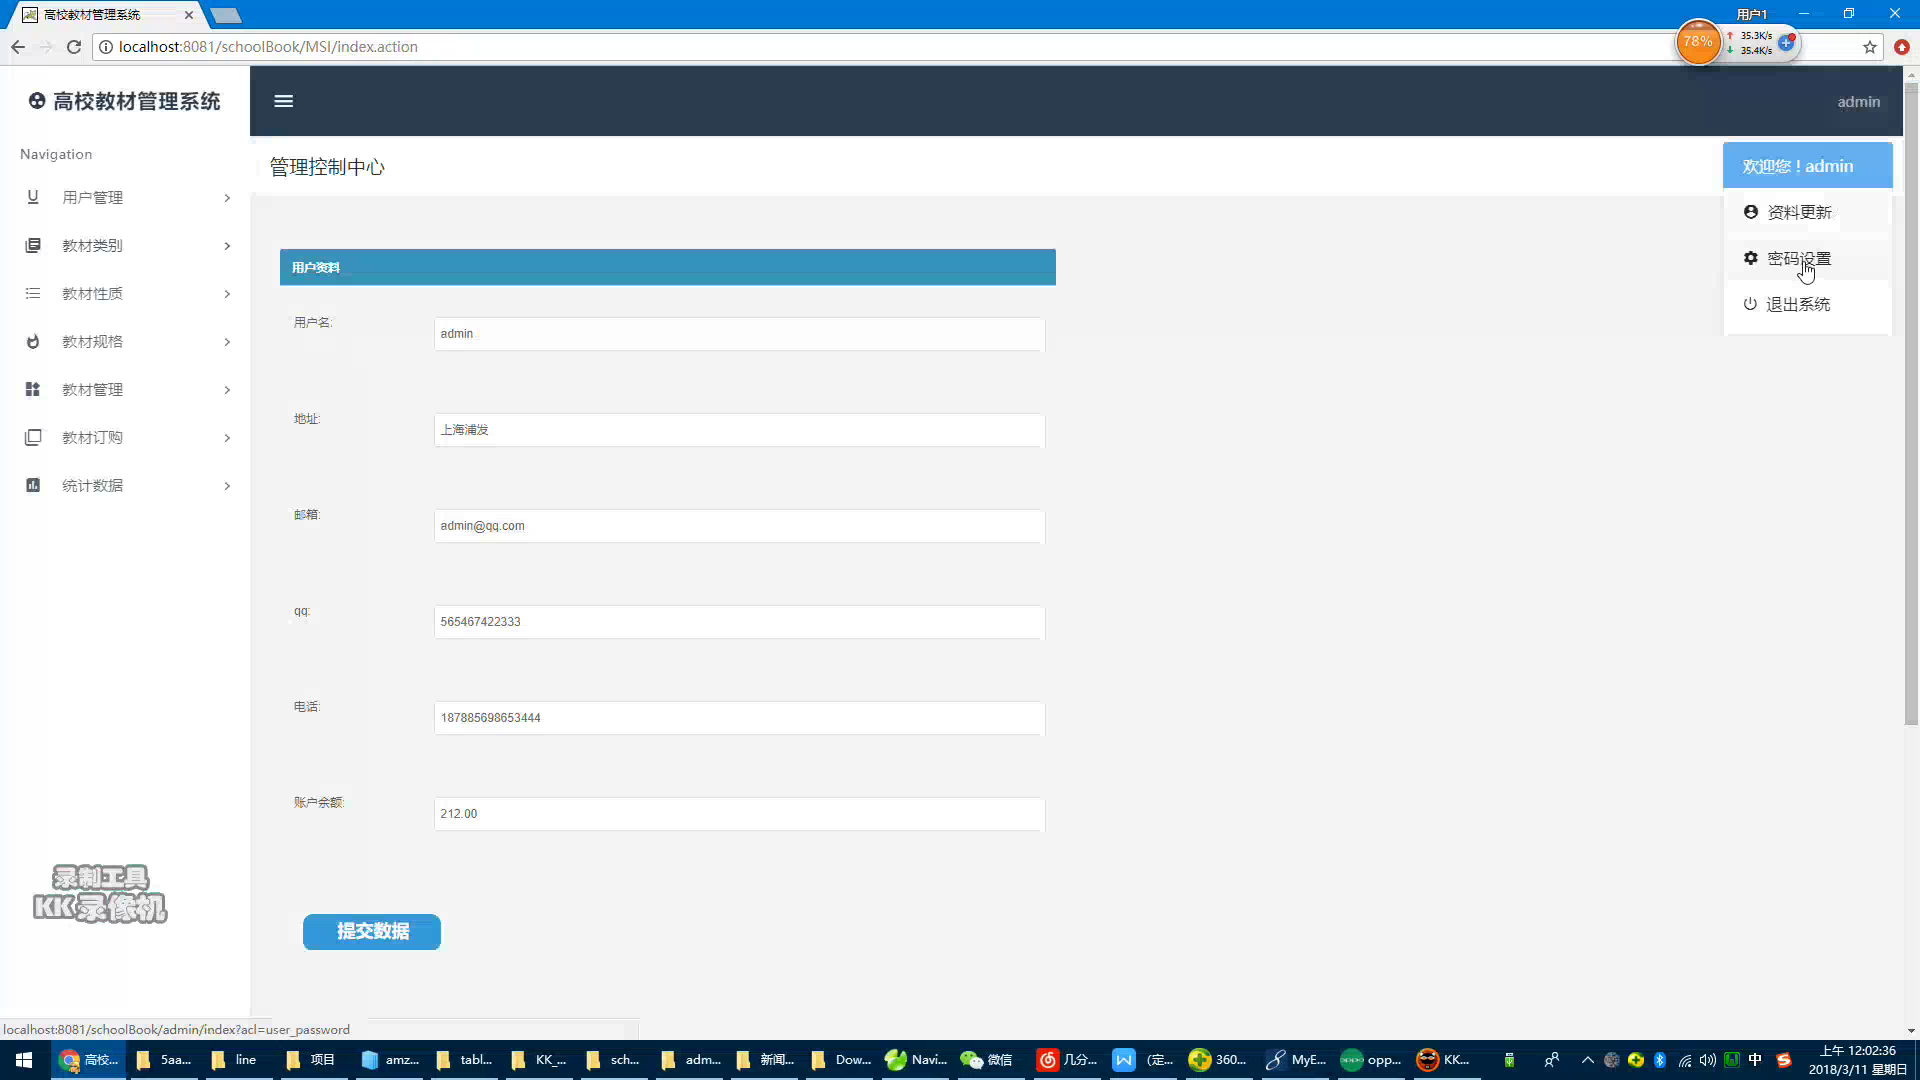 高校教材管理系统
用户1
localhost:8081/schoolBook/MSI/index.action
78%
35.3K/s
35.4K/s
高校教材管理系统
admin
Navigation
管理控制中心
欢迎您 ! admin
用户管理
资料更新
教材类别
密码设置
用户资料
教材性质
退出系统
用户名:
admin
教材规格
教材管理
地址:
上海浦发
教材订购
统计数据
邮箱:
admin@qq.com
qq:
565467422333
电话:
187885698653444
账户余额:
212.00
录制工具
KK录像机
提交数据
localhost:8081/schoolBook/admin/index?acl=user_password
高校...
5aa...
line
项目
amz...
tabl...
KK_...
sch...
adm...
新闻...
Dow...
Navi...
微信
几分...
(定...
360...
MyE...
opp...
KK...
中
上午 12:02:36
2018/3/11 星期日